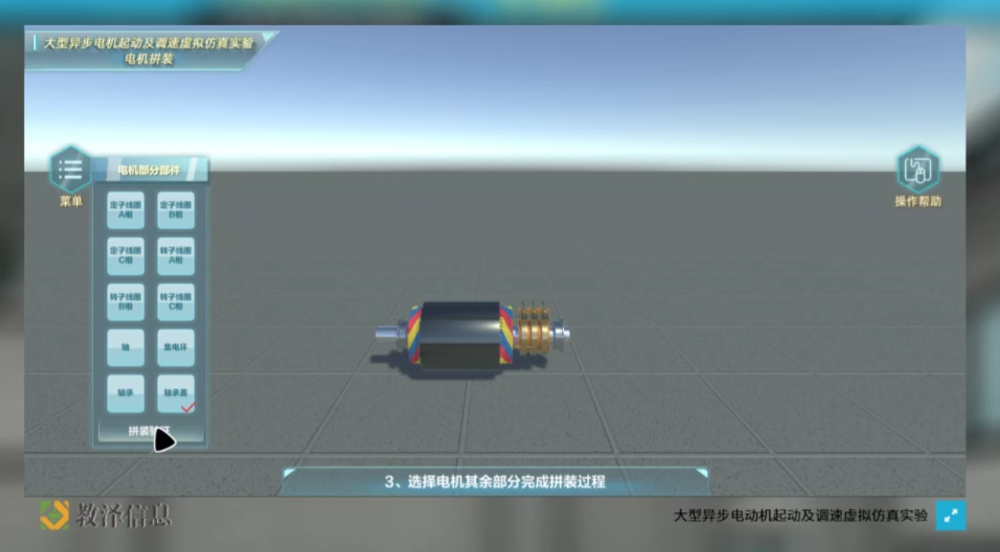 大型异步电机起动及调速虚拟仿真实验
电机拼装
菜单
电机部分部件
定子线圈
A相
定子线圈
B相
定子线圈
C相
转子线圈
A相
转子线圈
B相
转子线圈
C相
轴
集电环
轴承
轴承盖
拼装验证
操作帮助
3、选择电机其余部分完成拼装过程
教泽信息
大型异步电动机起动及调速虚拟仿真实验